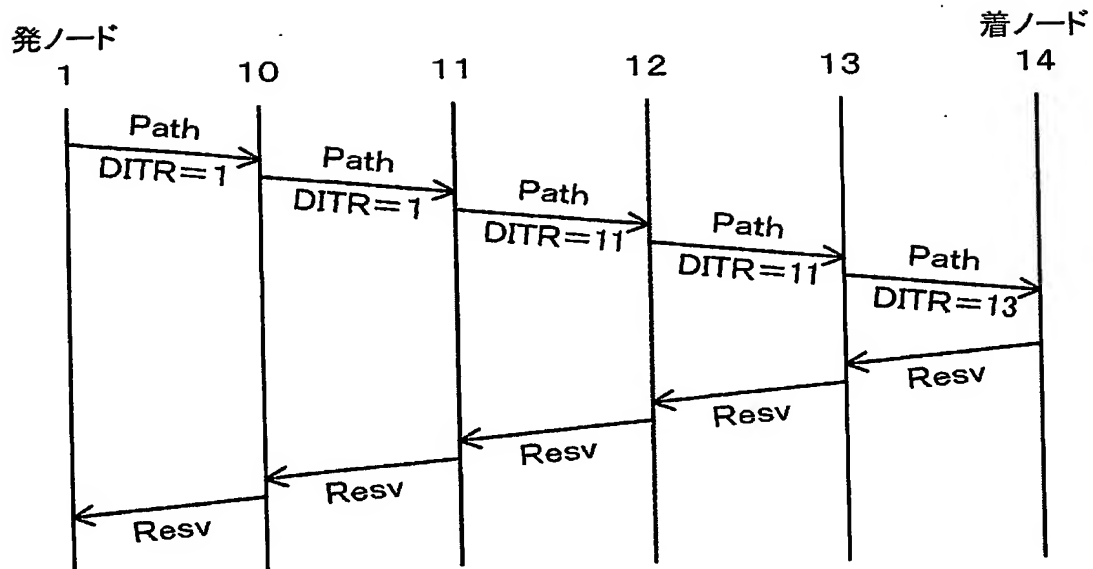 発ノード
着ノード
1
10
11
12
13
14
Path
DITR=1
Path
DITR=1
Path
DITR=11
Path
DITR=11
Path
DITR=13
Resv
Resv
Resv
Resv
Resv